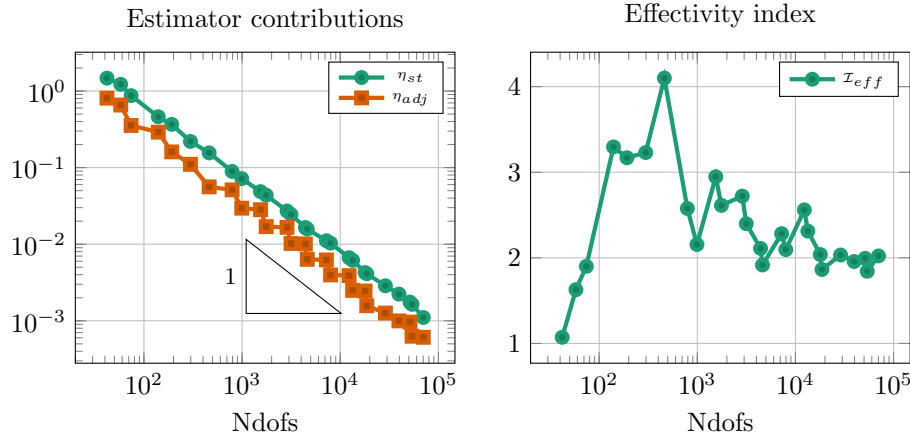 Estimator contributions
η_st
η_adj
10^0
10^−1
10^−2
10^−3
1
10^2 10^3 10^4 10^5
Ndofs
Effectivity index
I_eff
4
3
2
1
10^2 10^3 10^4 10^5
Ndofs